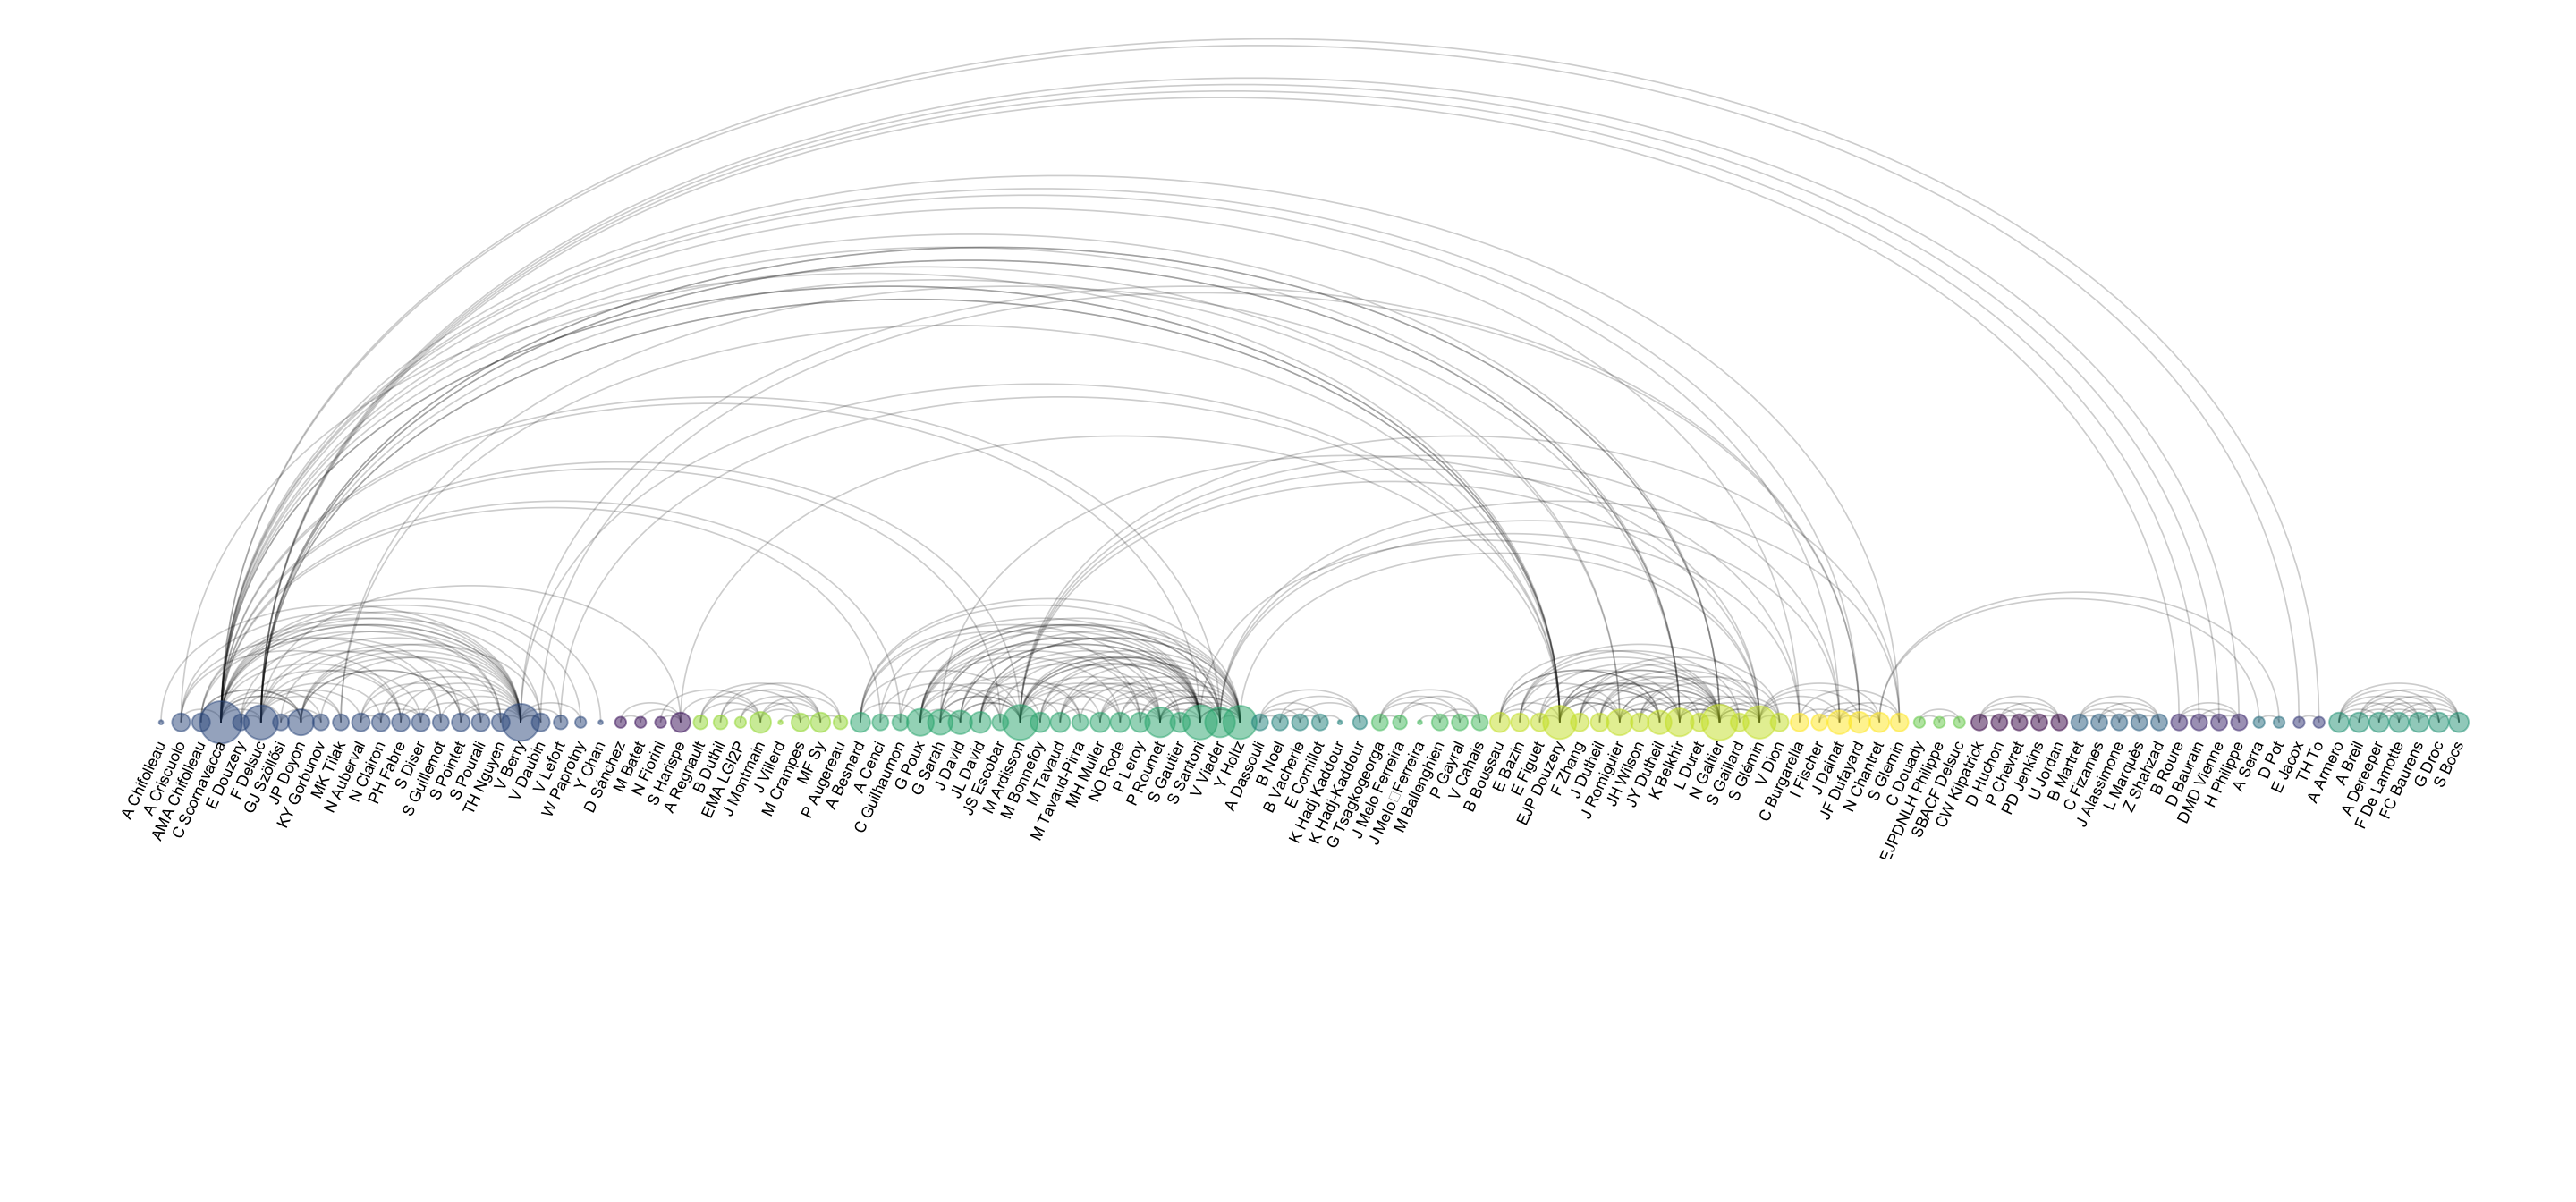 A Chifolleau
A Criscuolo
AMA Chifolleau
C Scornavacca
E Douzery
F Delsuc
GJ Szöllősi
JP Doyon
KY Gorbunov
MK Tilak
N Auberval
N Clairon
PH Fabre
S Diser
S Guillemot
S Pointet
S Pourali
TH Nguyen
V Berry
V Daubin
V Lefort
W Paprotny
Y Chan
D Sánchez
M Batet
N Fiorini
S Harispe
A Regnault
B Duthil
EMA LGI2P
J Montmain
J Villerd
M Crampes
MF Sy
P Augereau
A Besnard
A Cenci
C Guilhaumon
G Poux
G Sarah
J David
JL David
JS Escobar
M Ardisson
M Bonnefoy
M Tavaud
M Tavaud-Pirra
MH Muller
NO Rode
P Leroy
P Roumet
S Gautier
S Santoni
V Viader
Y Holtz
A Dassouli
B Noel
B Vacherie
E Cornillot
K Hadj Kaddour
K Hadj-Kaddour
G Tsagkogeorga
J Melo Ferreira
J Melo Ferreira
M Ballenghien
P Gayral
V Cahais
B Boussau
E Bazin
E Figuet
EJP Douzery
F Zhang
J Dutheil
J Romiguier
JH Wilson
JY Dutheil
K Belkhir
L Duret
N Galtier
S Gaillard
S Glémin
V Dion
C Burgarella
I Fischer
J Dainat
JF Dufayard
N Chantret
S Glemin
C Douady
EJPDNLH Philippe
SBACF Delsuc
CW Kilpatrick
D Huchon
P Chevret
PD Jenkins
U Jordan
B Martret
C Fizames
J Alassimone
L Marquès
Z Shahzad
B Roure
D Baurain
DMD Vienne
H Philippe
A Serra
D Pot
E Jacox
TH To
A Armero
A Breil
A Dereeper
F De Lamotte
FC Baurens
G Droc
S Bocs